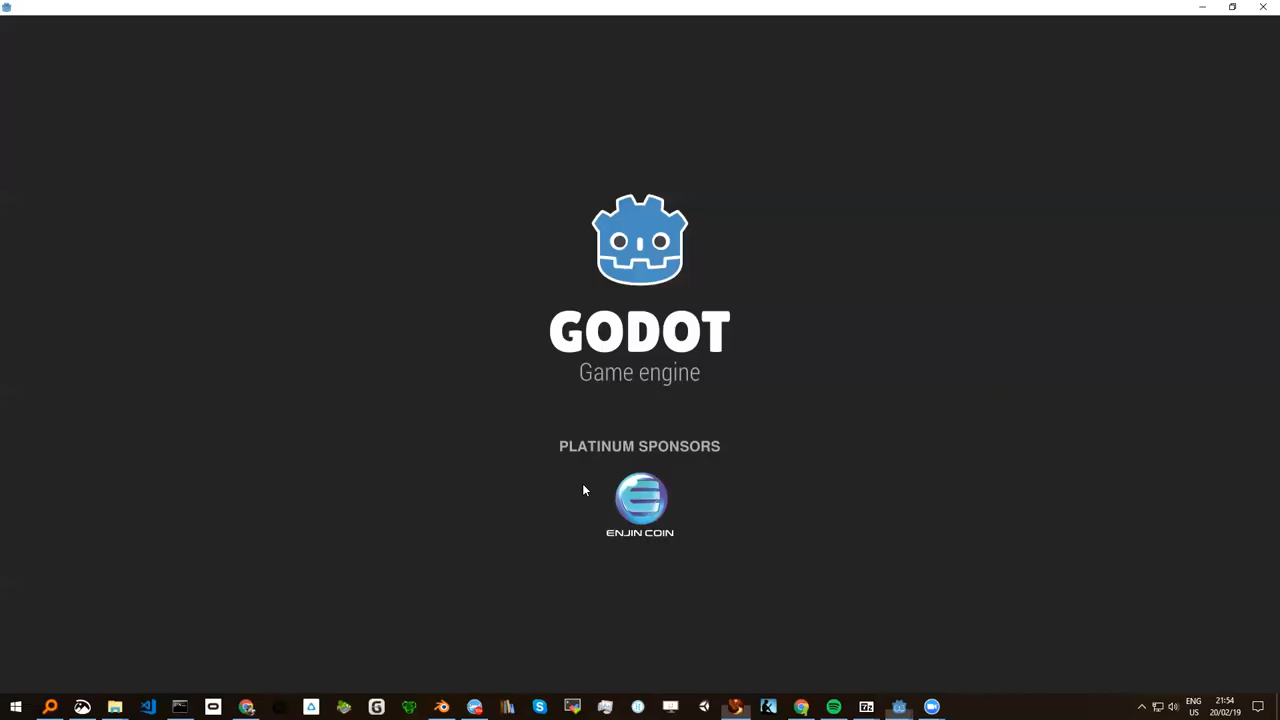 GODOT
Game engine
PLATINUM SPONSORS
ENJIN COIN
ENG
21:54
US
20/02/19